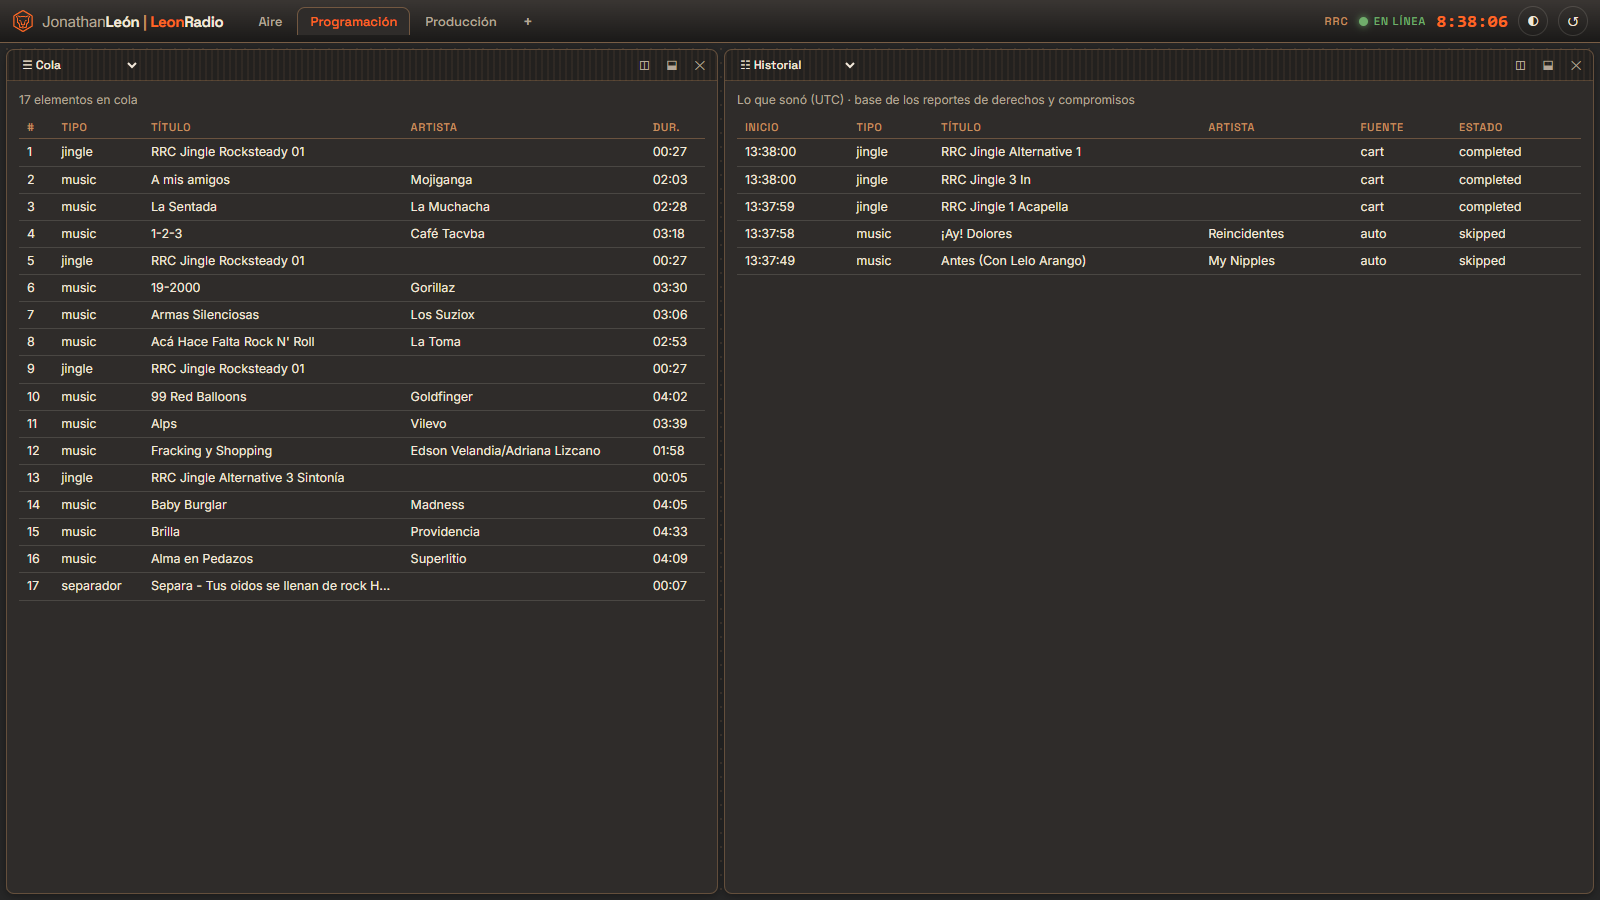 JonathanLeón | LeonRadio Aire Programación Producción + RRC EN LÍNEA 8:38:06
Cola
17 elementos en cola
# TIPO TÍTULO ARTISTA DUR.
1 jingle RRC Jingle Rocksteady 01 00:27
2 music A mis amigos Mojiganga 02:03
3 music La Sentada La Muchacha 02:28
4 music 1-2-3 Café Tacvba 03:18
5 jingle RRC Jingle Rocksteady 01 00:27
6 music 19-2000 Gorillaz 03:30
7 music Armas Silenciosas Los Suziox 03:06
8 music Acá Hace Falta Rock N' Roll La Toma 02:53
9 jingle RRC Jingle Rocksteady 01 00:27
10 music 99 Red Balloons Goldfinger 04:02
11 music Alps Vilevo 03:39
12 music Fracking y Shopping Edson Velandia/Adriana Lizcano 01:58
13 jingle RRC Jingle Alternative 3 Sintonía 00:05
14 music Baby Burglar Madness 04:05
15 music Brilla Providencia 04:33
16 music Alma en Pedazos Superlitio 04:09
17 separador Separa - Tus oidos se llenan de rock H... 00:07
Historial
Lo que sonó (UTC) · base de los reportes de derechos y compromisos
INICIO TIPO TÍTULO ARTISTA FUENTE ESTADO
13:38:00 jingle RRC Jingle Alternative 1 cart completed
13:38:00 jingle RRC Jingle 3 In cart completed
13:37:59 jingle RRC Jingle 1 Acapella cart completed
13:37:58 music ¡Ay! Dolores Reincidentes auto skipped
13:37:49 music Antes (Con Lelo Arango) My Nipples auto skipped